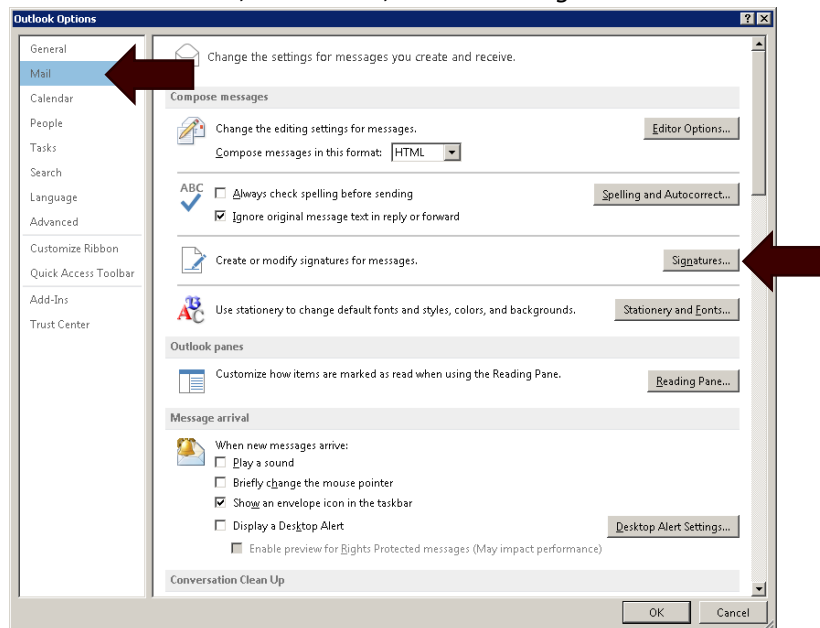 Outlook Options
General
Mail
Calendar
People
Tasks
Search
Language
Advanced
Customize Ribbon
Quick Access Toolbar
Add-Ins
Trust Center
Change the settings for messages you create and receive.
Compose messages
Change the editing settings for messages.
Editor Options...
Compose messages in this format: HTML
ABC
Always check spelling before sending
Spelling and Autocorrect...
Ignore original message text in reply or forward
Create or modify signatures for messages.
Signatures...
Use stationery to change default fonts and styles, colors, and backgrounds.
Stationery and Fonts...
Outlook panes
Customize how items are marked as read when using the Reading Pane.
Reading Pane...
Message arrival
When new messages arrive:
Play a sound
Briefly change the mouse pointer
Show an envelope icon in the taskbar
Display a Desktop Alert
Desktop Alert Settings...
Enable preview for Rights Protected messages (May impact performance)
Conversation Clean Up
OK
Cancel